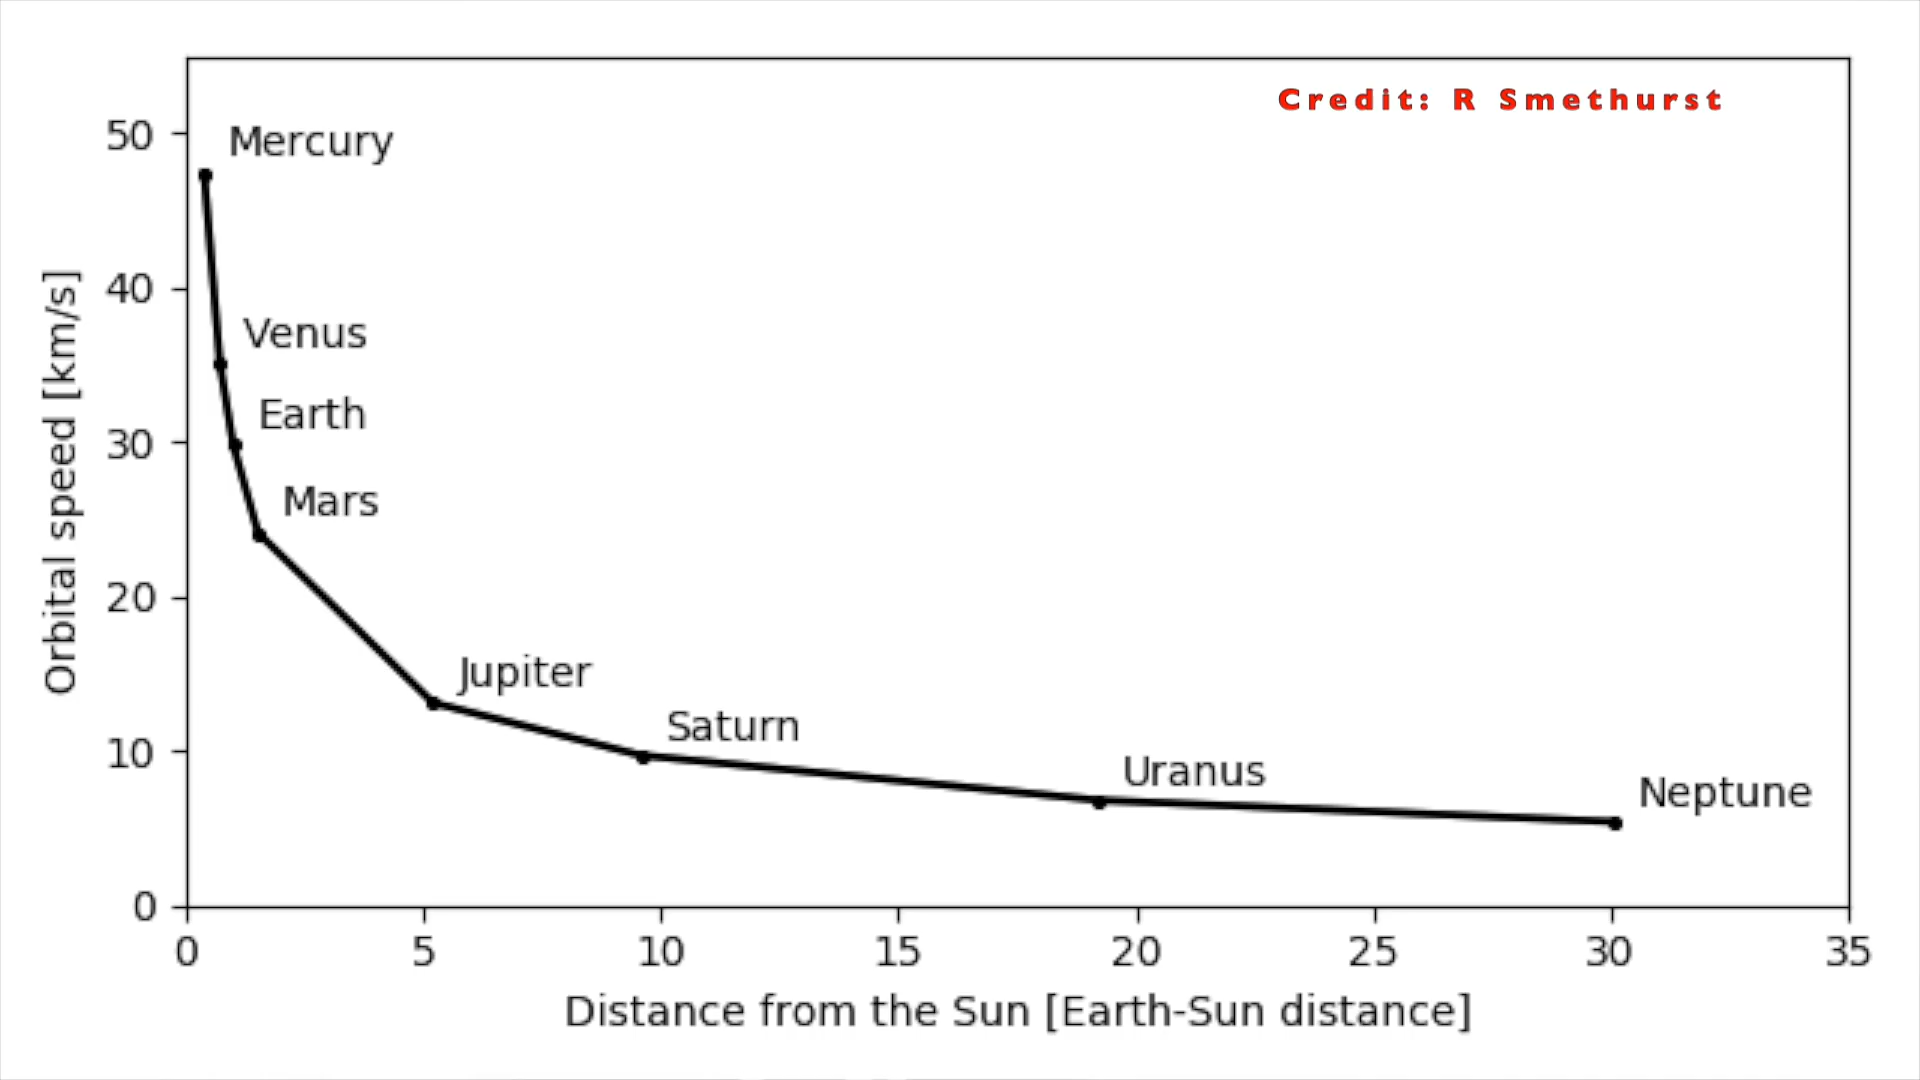 Credit: R Smethurst
50
Mercury
40
Venus
Earth
30
Mars
20
Jupiter
Saturn
10
Uranus
Neptune
0
0 5 10 15 20 25 30 35
Orbital speed [km/s]
Distance from the Sun [Earth-Sun distance]